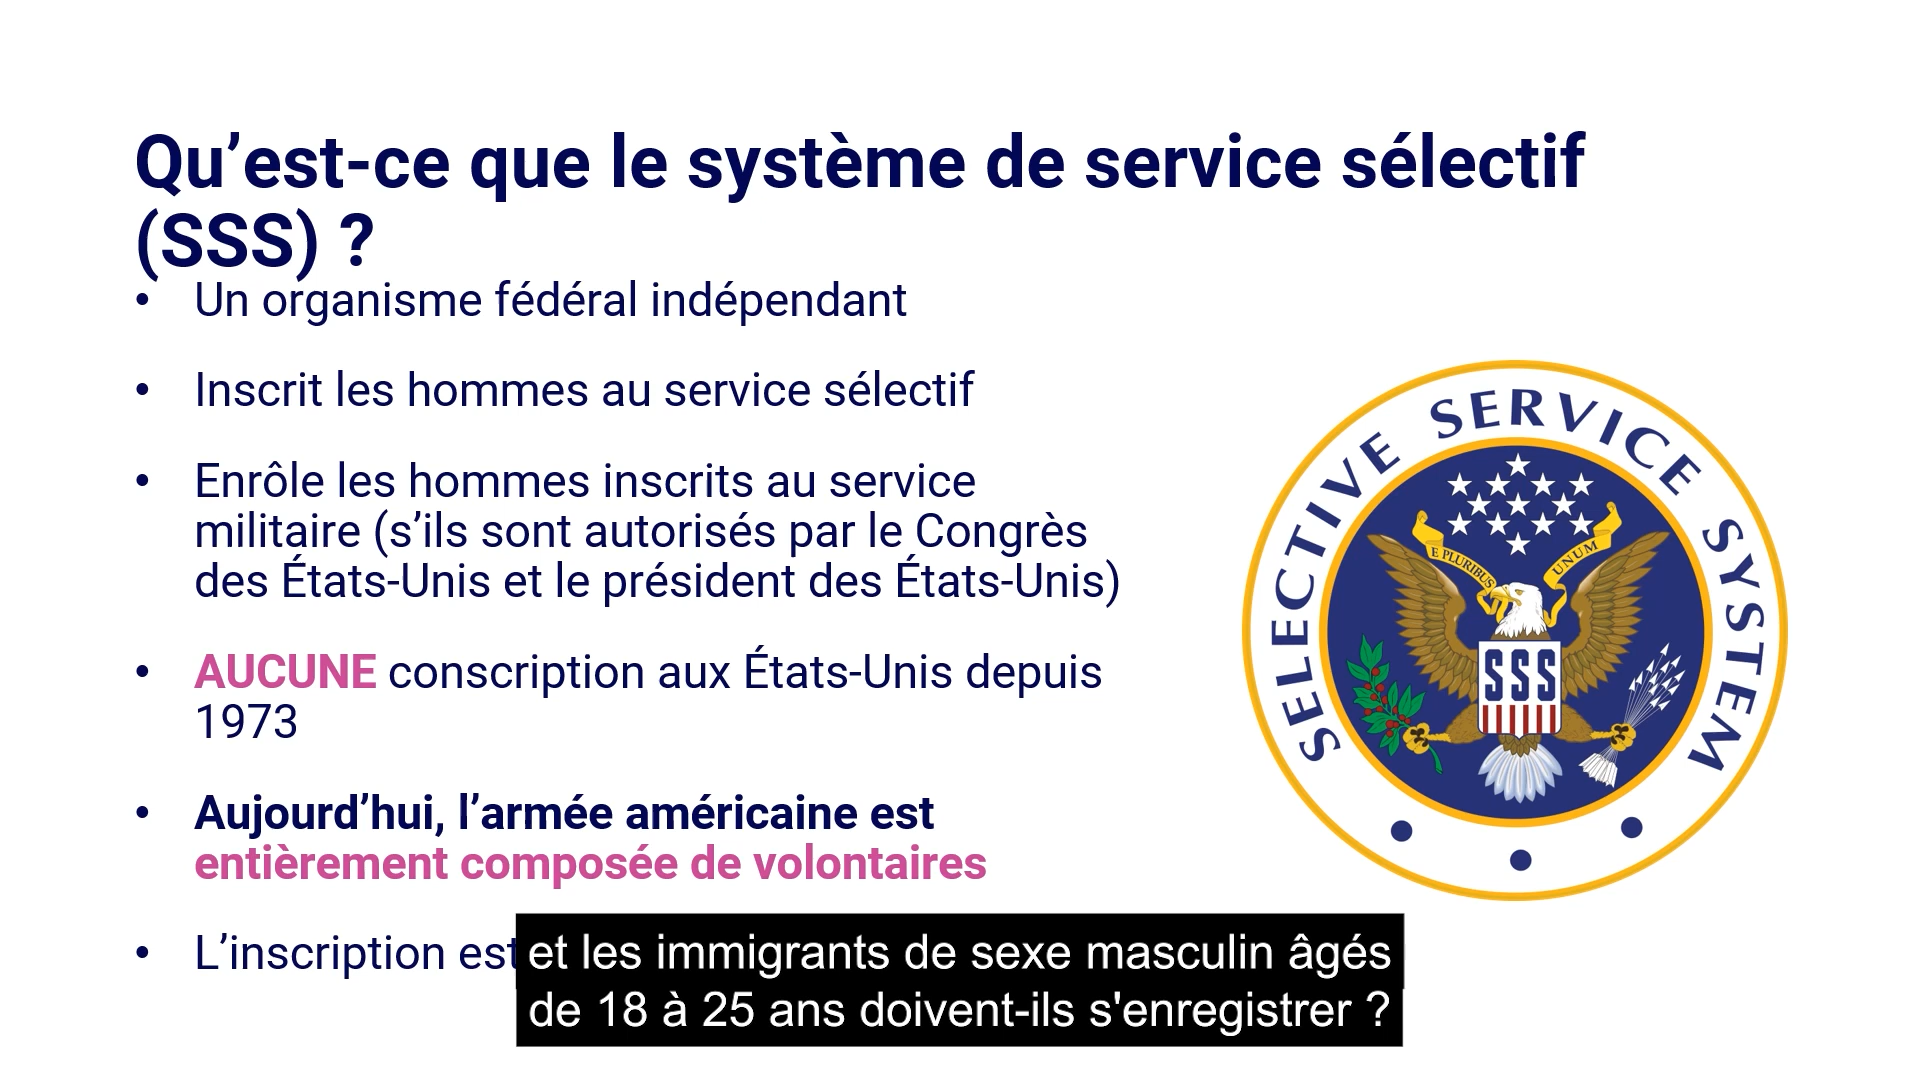 Qu’est-ce que le système de service sélectif
(SSS) ?
• Un organisme fédéral indépendant
• Inscrit les hommes au service sélectif
• Enrôle les hommes inscrits au service
militaire (s’ils sont autorisés par le Congrès
des États-Unis et le président des États-Unis)
• AUCUNE conscription aux États-Unis depuis
1973
• Aujourd’hui, l’armée américaine est
entièrement composée de volontaires
• L’inscription est
SELECTIVE SERVICE SYSTEM
E PLURIBUS UNUM
SSS
et les immigrants de sexe masculin âgés
de 18 à 25 ans doivent-ils s'enregistrer ?